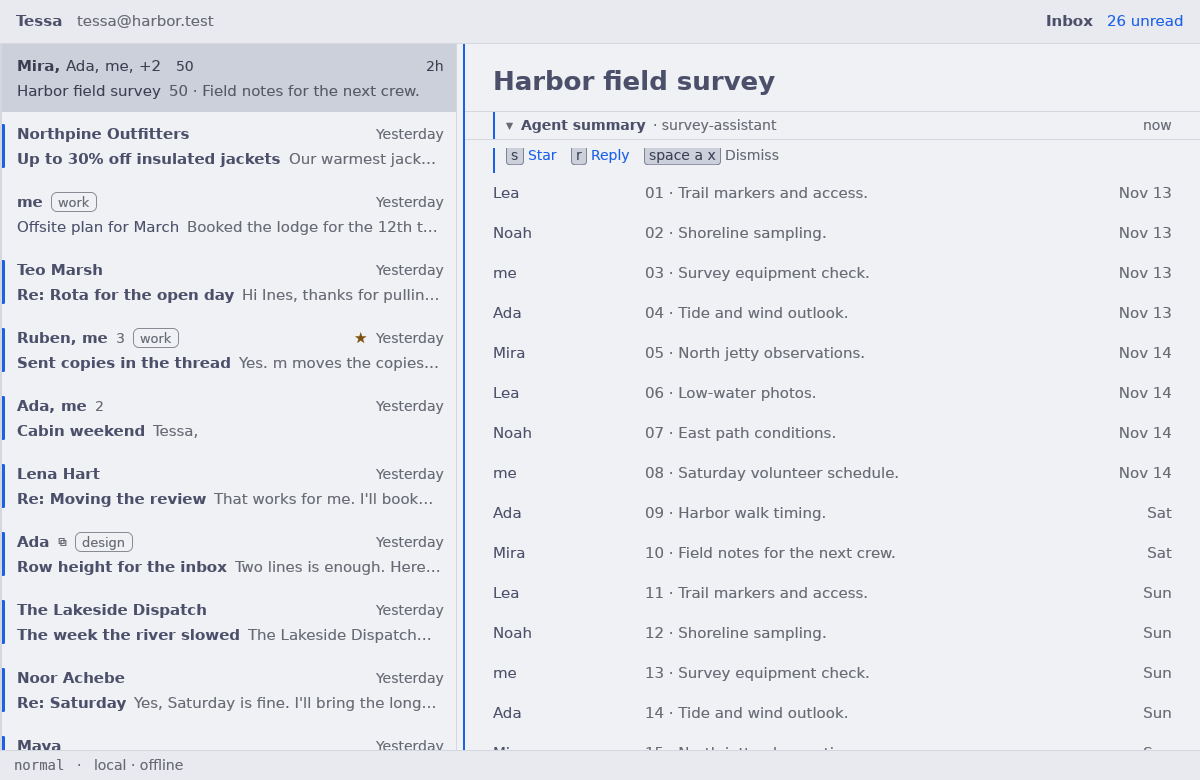 Tessa tessa@harbor.test Inbox 26 unread
Mira, Ada, me, +2 50 2h
Harbor field survey 50 · Field notes for the next crew.
Northpine Outfitters Yesterday
Up to 30% off insulated jackets Our warmest jack…
me work Yesterday
Offsite plan for March Booked the lodge for the 12th t…
Teo Marsh Yesterday
Re: Rota for the open day Hi Ines, thanks for pullin…
Ruben, me 3 work ★ Yesterday
Sent copies in the thread Yes. m moves the copies…
Ada, me 2 Yesterday
Cabin weekend Tessa,
Lena Hart Yesterday
Re: Moving the review That works for me. I'll book…
Ada design Yesterday
Row height for the inbox Two lines is enough. Here…
The Lakeside Dispatch Yesterday
The week the river slowed The Lakeside Dispatch…
Noor Achebe Yesterday
Re: Saturday Yes, Saturday is fine. I'll bring the long…
Maya Yesterday
Harbor field survey
▾ Agent summary · survey-assistant now
s Star r Reply space a x Dismiss
Lea 01 · Trail markers and access. Nov 13
Noah 02 · Shoreline sampling. Nov 13
me 03 · Survey equipment check. Nov 13
Ada 04 · Tide and wind outlook. Nov 13
Mira 05 · North jetty observations. Nov 14
Lea 06 · Low-water photos. Nov 14
Noah 07 · East path conditions. Nov 14
me 08 · Saturday volunteer schedule. Nov 14
Ada 09 · Harbor walk timing. Sat
Mira 10 · Field notes for the next crew. Sat
Lea 11 · Trail markers and access. Sun
Noah 12 · Shoreline sampling. Sun
me 13 · Survey equipment check. Sun
Ada 14 · Tide and wind outlook. Sun
normal · local · offline